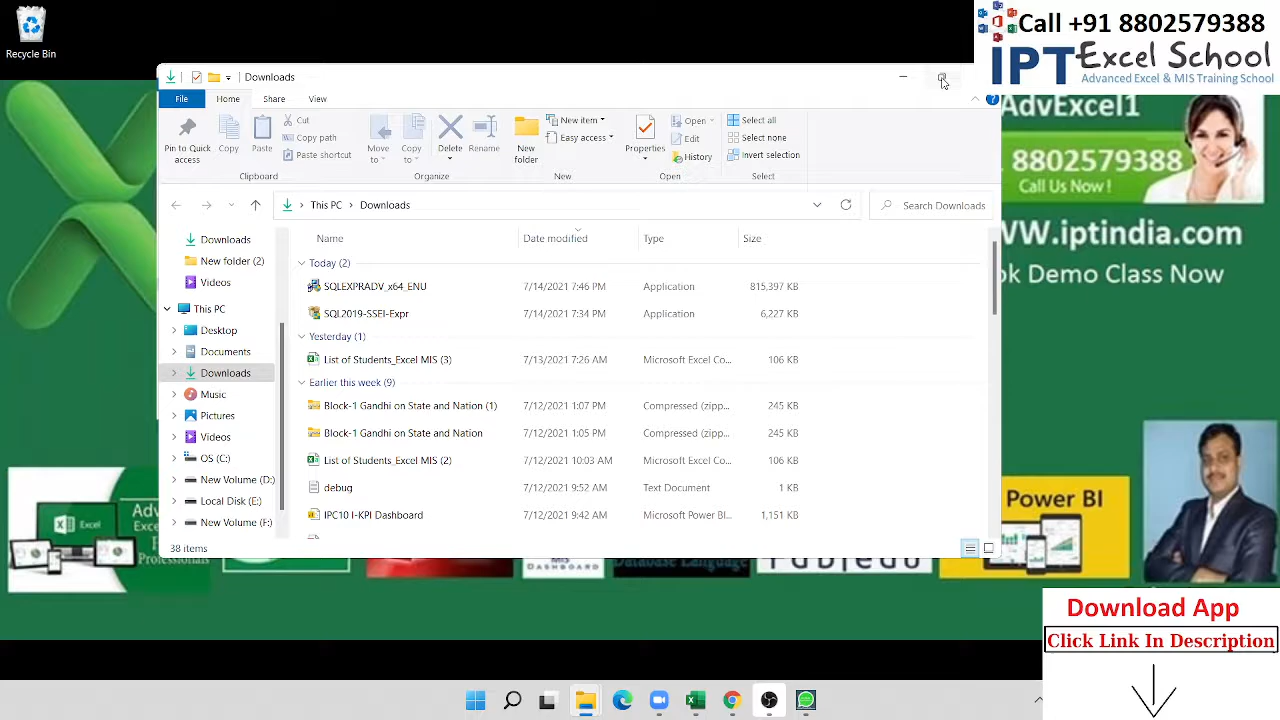 Recycle Bin
Call +91 8802579388
IPT Excel School
Advanced Excel & MIS Training School
AdvExcel1
8802579388
Call Us Now !
WW.iptindia.com
ok Demo Class Now
Downloads
File Home Share View
Pin to Quick access
Copy
Paste
Cut
Copy path
Paste shortcut
Clipboard
Move to
Copy to
Delete
Rename
Organize
New folder
New item
Easy access
New
Properties
Open
Edit
History
Open
Select all
Select none
Invert selection
Select
This PC > Downloads
Search Downloads
Name Date modified Type Size
Today (2)
SQLEXPRADV_x64_ENU 7/14/2021 7:46 PM Application 815,397 KB
SQL2019-SSEI-Expr 7/14/2021 7:34 PM Application 6,227 KB
Yesterday (1)
List of Students_Excel MIS (3) 7/13/2021 7:26 AM Microsoft Excel Co... 106 KB
Earlier this week (9)
Block-1 Gandhi on State and Nation (1) 7/12/2021 1:07 PM Compressed (zipp... 245 KB
Block-1 Gandhi on State and Nation 7/12/2021 1:05 PM Compressed (zipp... 245 KB
List of Students_Excel MIS (2) 7/12/2021 10:03 AM Microsoft Excel Co... 106 KB
debug 7/12/2021 9:52 AM Text Document 1 KB
IPC10 I-KPI Dashboard 7/12/2021 9:42 AM Microsoft Power BI... 1,151 KB
Downloads
New folder (2)
Videos
This PC
Desktop
Documents
Downloads
Music
Pictures
Videos
OS (C:)
New Volume (D:)
Local Disk (E:)
New Volume (F:)
38 items
Excel
Professionals
DASHBOARD
Database Language
Power BI
Download App
Click Link In Description